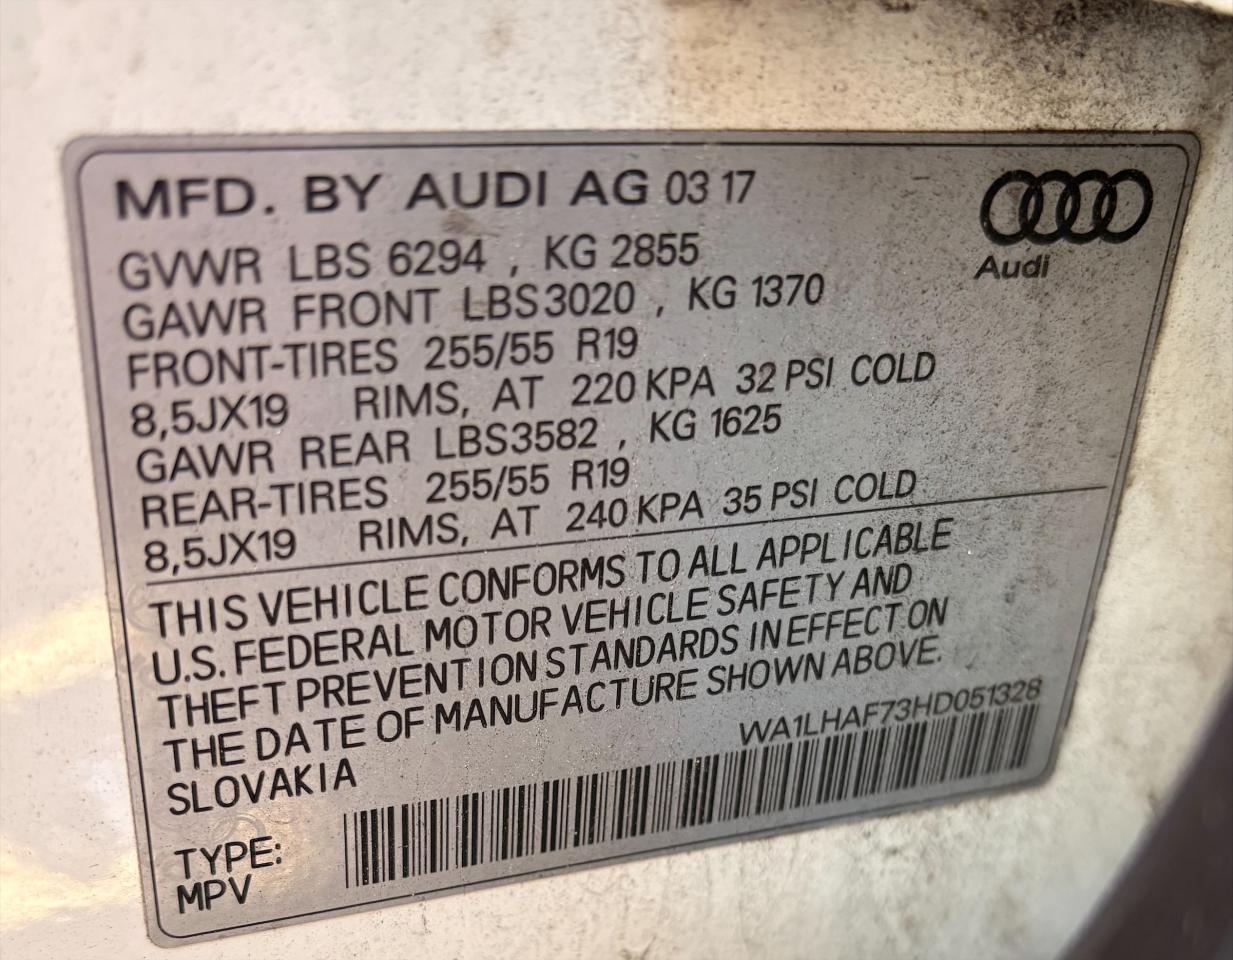 MFD. BY AUDI AG 03 17
Audi
GVWR LBS 6294 , KG 2855
GAWR FRONT LBS3020 , KG 1370
FRONT-TIRES 255/55 R19
8,5JX19 RIMS, AT 220 KPA 32 PSI COLD
GAWR REAR LBS3582 , KG 1625
REAR-TIRES 255/55 R19
8,5JX19 RIMS, AT 240 KPA 35 PSI COLD
THIS VEHICLE CONFORMS TO ALL APPLICABLE
U.S. FEDERAL MOTOR VEHICLE SAFETY AND
THEFT PREVENTION STANDARDS IN EFFECT ON
THE DATE OF MANUFACTURE SHOWN ABOVE.
SLOVAKIA
WA1LHAF73HD051328
TYPE:
MPV